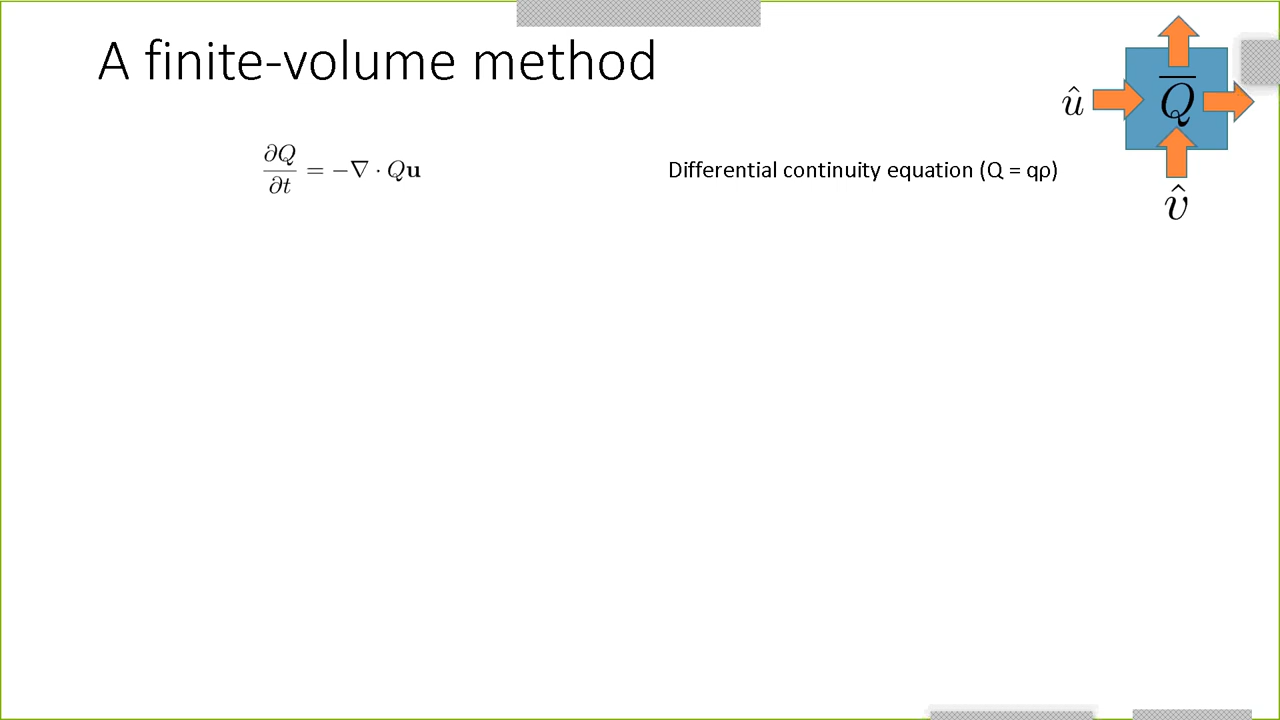 A finite-volume method
∂Q/∂t = −∇ · Q𝐮
Differential continuity equation (Q = qρ)
û
Q̅
v̂